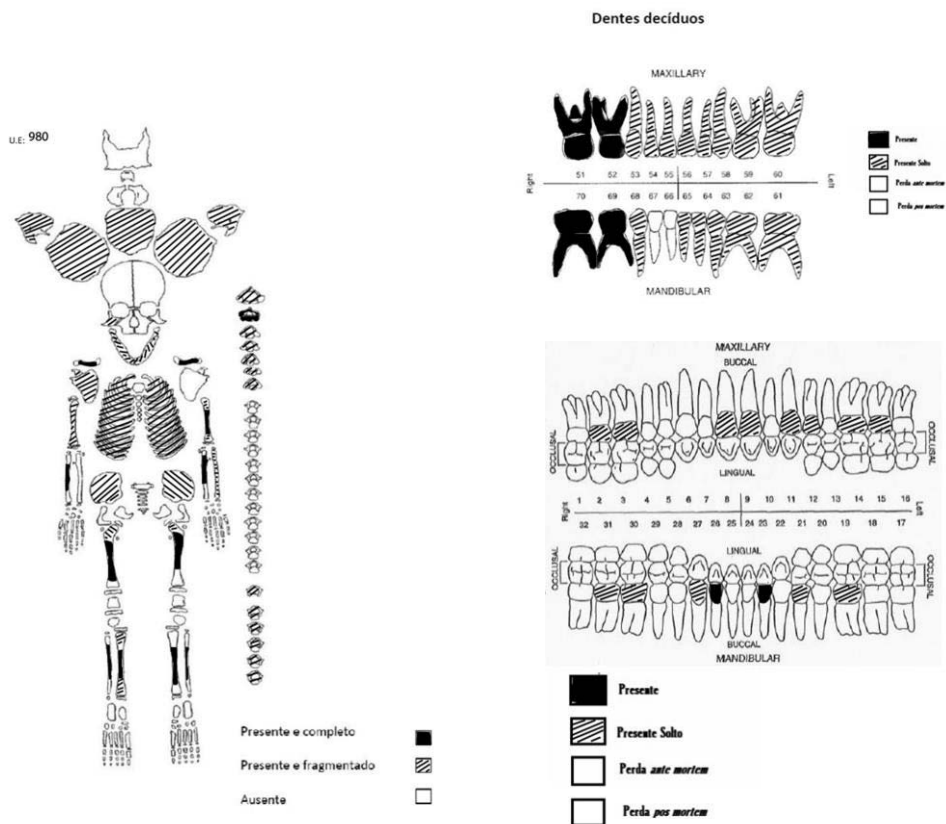 Dentes decíduos
MAXILLARY
U.E: 980
Presente
Presente Solto
Perda ante mortem
Perda pos mortem
Right
51 52 53 54 55 56 57 58 59 60
70 69 68 67 66 65 64 63 62 61
Left
MANDIBULAR
MAXILLARY
BUCCAL
OCCLUSAL
OCCLUSAL
LINGUAL
Right
1 2 3 4 5 6 7 8 9 10 11 12 13 14 15 16
32 31 30 29 28 27 26 25 24 23 22 21 20 19 18 17
Left
LINGUAL
OCCLUSAL
OCCLUSAL
BUCCAL
MANDIBULAR
Presente
Presente Solto
Perda ante mortem
Perda pos mortem
Presente e completo
Presente e fragmentado
Ausente